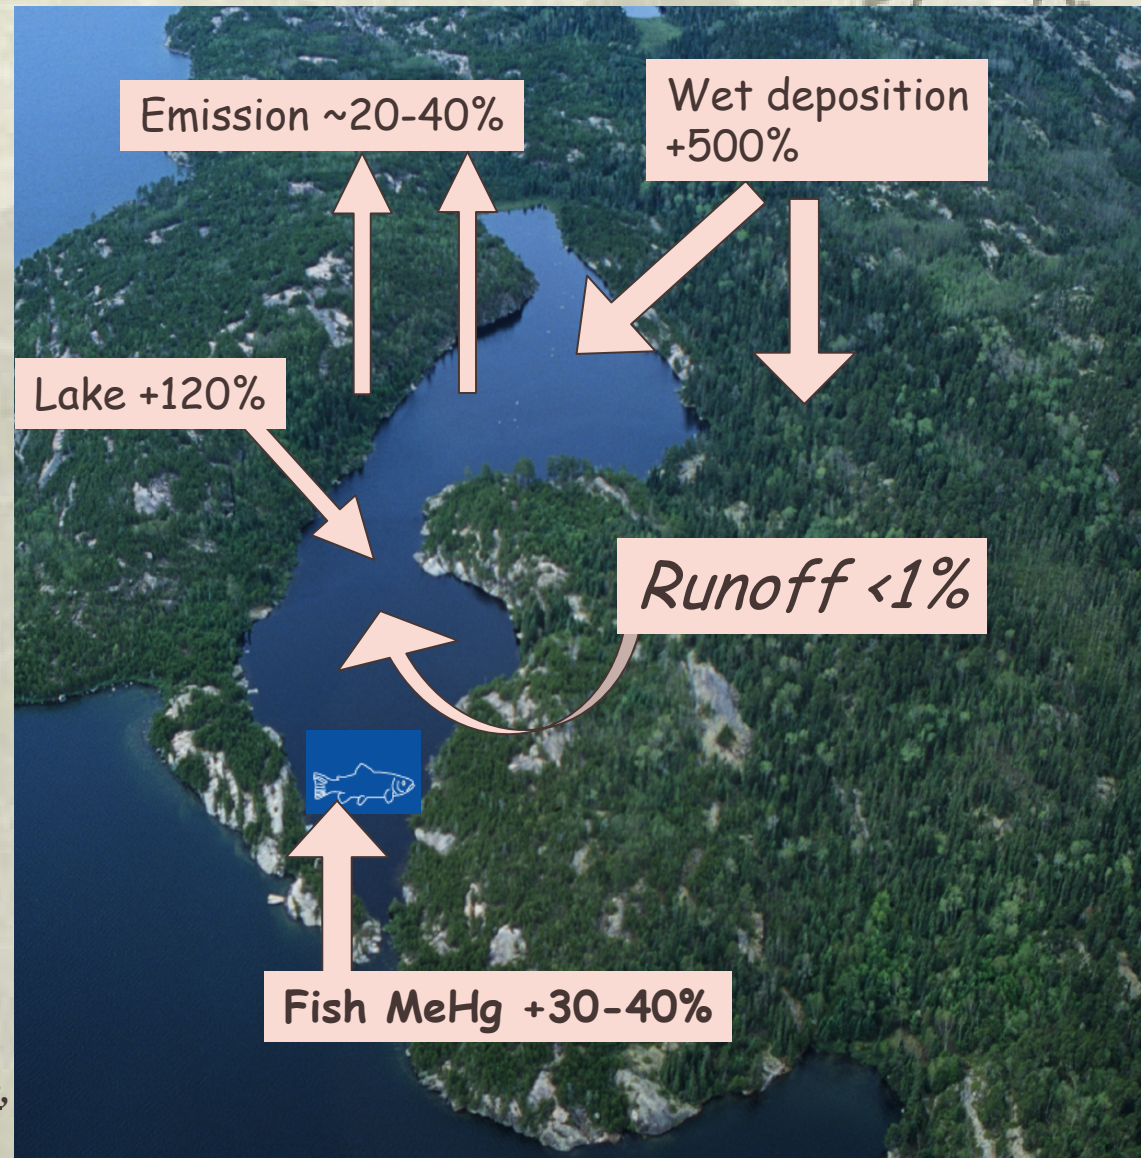 Emission ~20-40%
Wet deposition
+500%
Lake +120%
Runoff <1%
Fish MeHg +30-40%